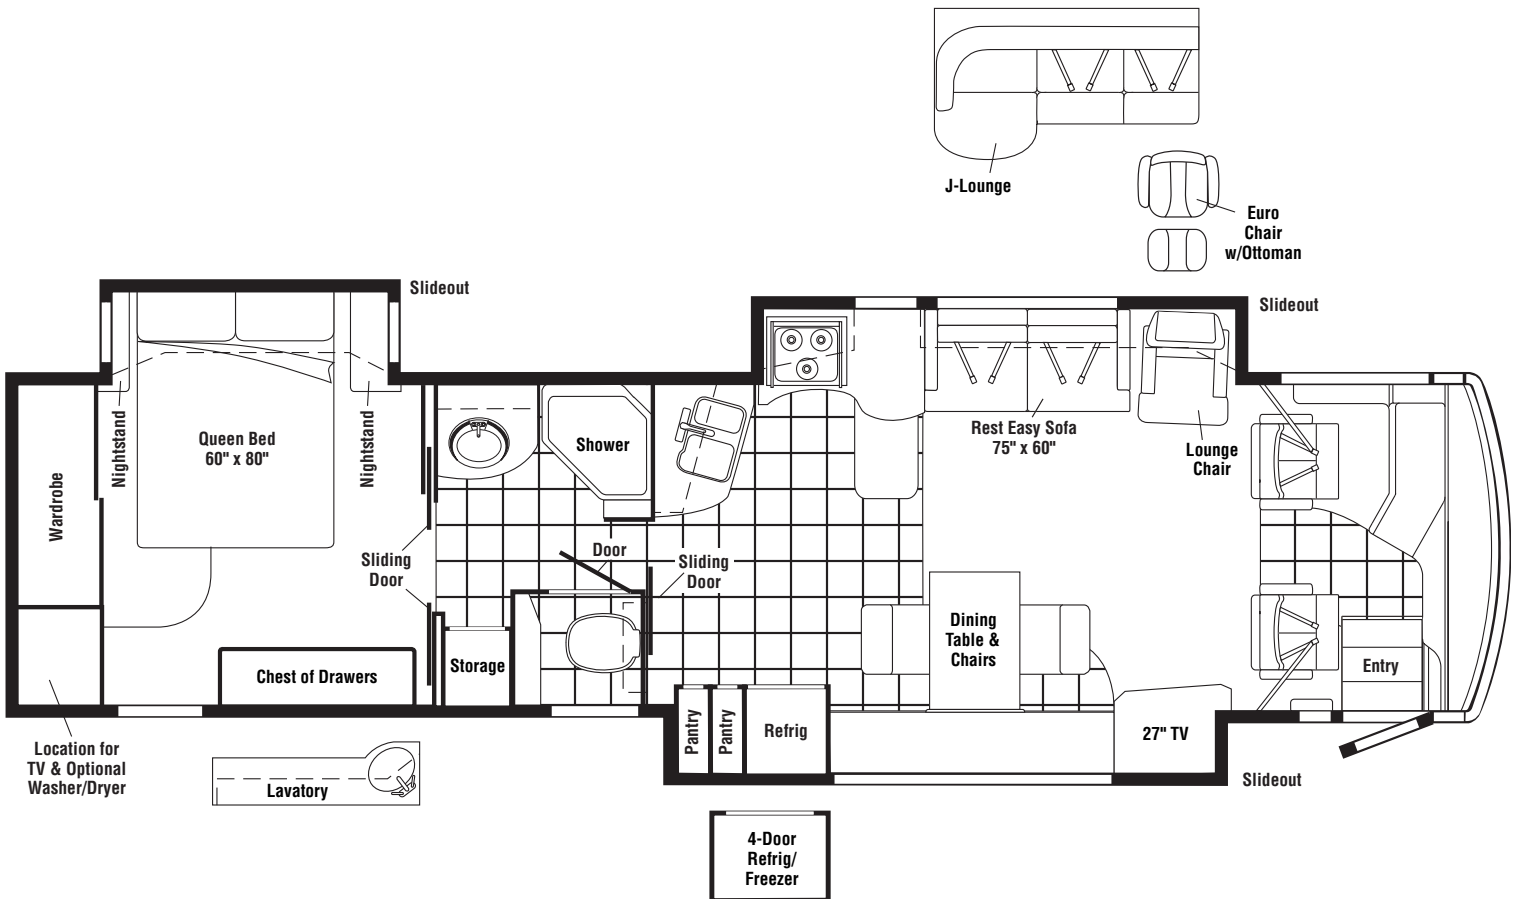 J-Lounge
Euro
Chair
w/Ottoman
Slideout
Slideout
Nightstand
Queen Bed
60" x 80"
Nightstand
Wardrobe
Shower
Rest Easy Sofa
75" x 60"
Lounge
Chair
Sliding
Door
Door
Sliding
Door
Dining
Table &
Chairs
Storage
Entry
Chest of Drawers
Pantry
Pantry
Refrig
27" TV
Location for
TV & Optional
Washer/Dryer
Lavatory
Slideout
4-Door
Refrig/
Freezer